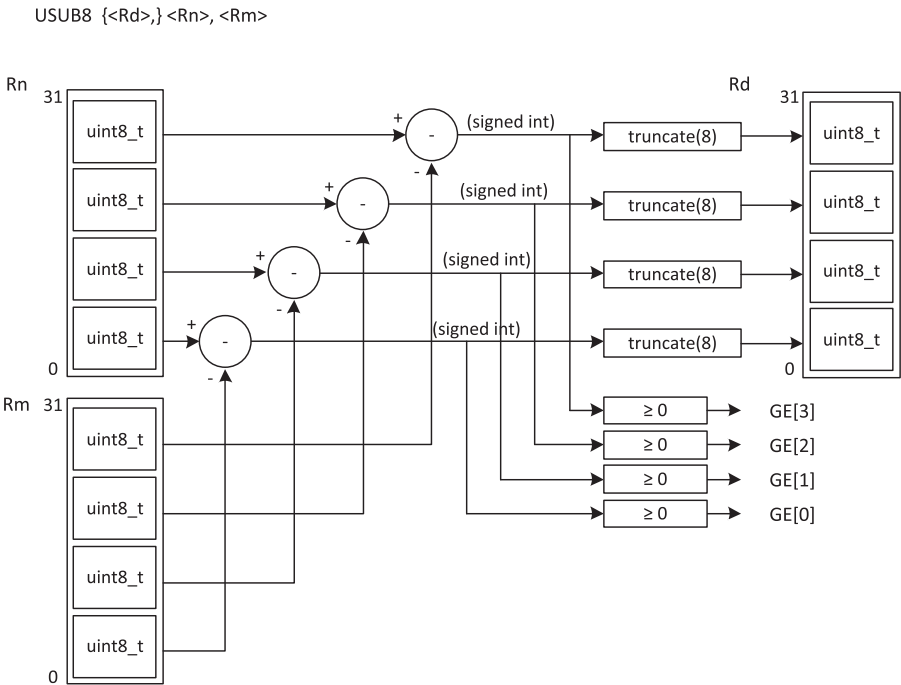 USUB8 {<Rd>,} <Rn>, <Rm>
Rn
31
uint8_t
uint8_t
uint8_t
uint8_t
0
Rm
31
uint8_t
uint8_t
uint8_t
uint8_t
0
+
-
-
(signed int)
+
-
-
(signed int)
+
-
-
(signed int)
+
-
-
(signed int)
truncate(8)
truncate(8)
truncate(8)
truncate(8)
Rd
31
uint8_t
uint8_t
uint8_t
uint8_t
0
≥ 0 GE[3]
≥ 0 GE[2]
≥ 0 GE[1]
≥ 0 GE[0]